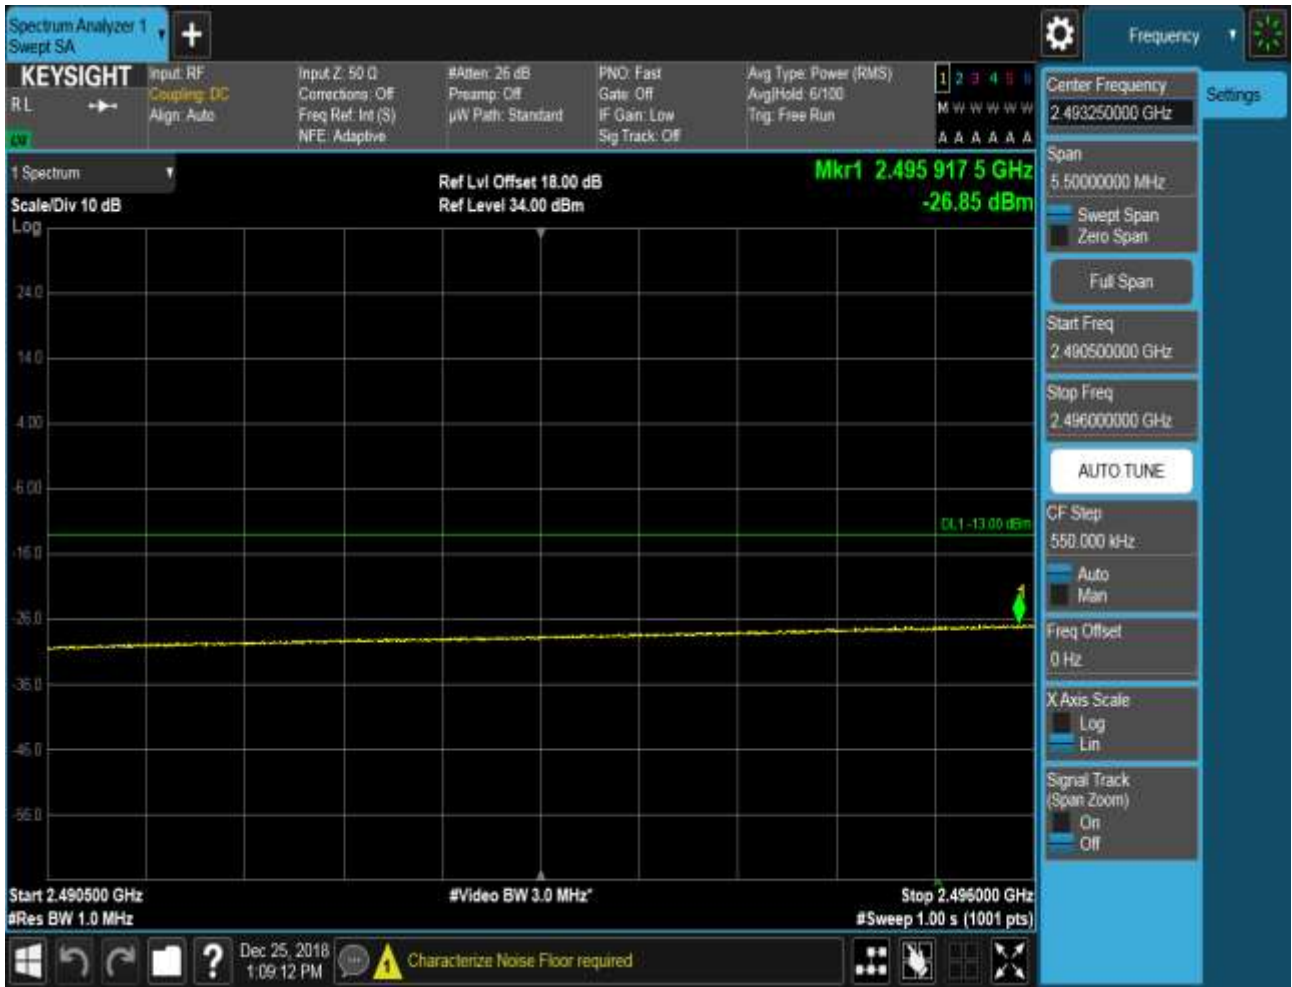 Spectrum Analyzer 1
Swept SA
+
Frequency
KEYSIGHT
RL
Input: RF
Coupling: DC
Align: Auto
Input Z: 50 Ω
Corrections: Off
Freq Ref: Int (S)
NFE: Adaptive
#Atten: 26 dB
Preamp: Off
µW Path: Standard
PNO: Fast
Gate: Off
IF Gain: Low
Sig Track: Off
Avg Type: Power (RMS)
Avg|Hold: 6/100
Trig: Free Run
1 2 3 4 5 6
M W W W W W
A A A A A A
1 Spectrum
Scale/Div 10 dB
Log
Ref Lvl Offset 18.00 dB
Ref Level 34.00 dBm
Mkr1 2.495 917 5 GHz
-26.85 dBm
24.0
14.0
4.00
-6.00
-16.0
-26.0
-36.0
-46.0
-56.0
DL1 -13.00 dBm
1
Start 2.490500 GHz
#Res BW 1.0 MHz
#Video BW 3.0 MHz*
Stop 2.496000 GHz
#Sweep 1.00 s (1001 pts)
Center Frequency
2.493250000 GHz
Settings
Span
5.50000000 MHz
Swept Span
Zero Span
Full Span
Start Freq
2.490500000 GHz
Stop Freq
2.496000000 GHz
AUTO TUNE
CF Step
550.000 kHz
Auto
Man
Freq Offset
0 Hz
X Axis Scale
Log
Lin
Signal Track
(Span Zoom)
On
Off
?
Dec 25, 2018
1:09:12 PM
1
Characterize Noise Floor required